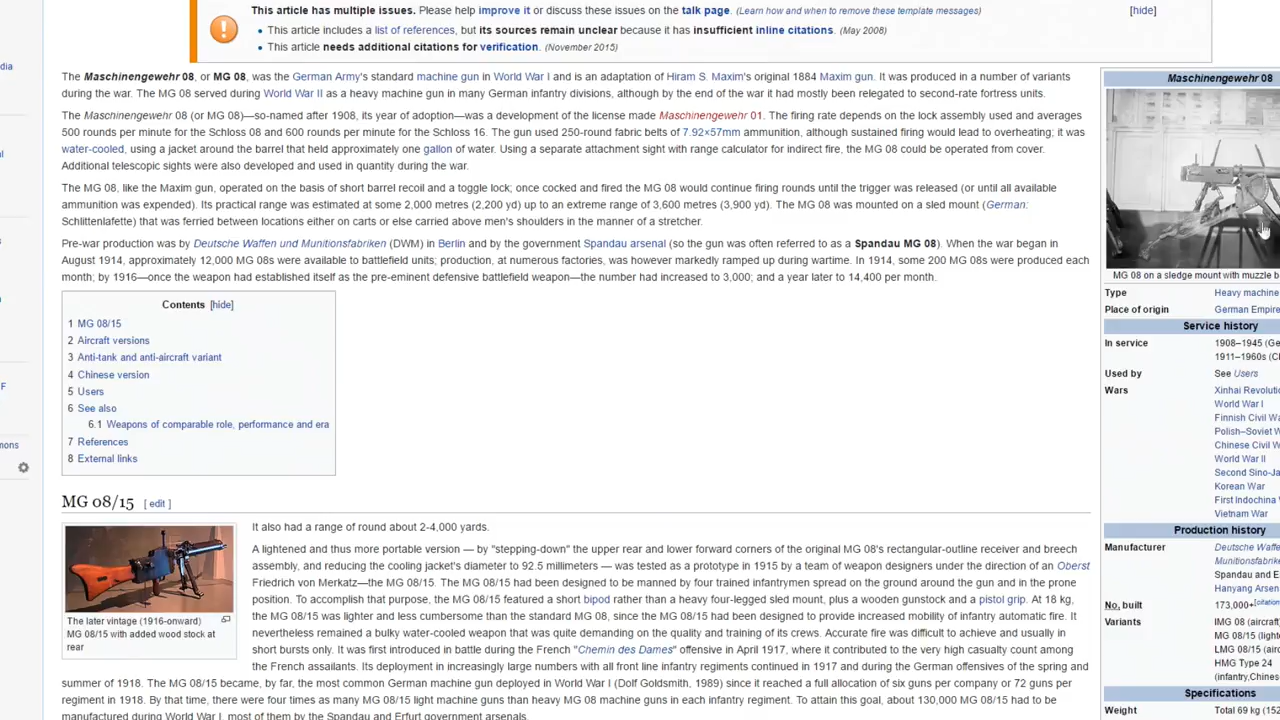 This article has multiple issues. Please help improve it or discuss these issues on the talk page. (Learn how and when to remove these template messages)
[hide]
• This article includes a list of references, but its sources remain unclear because it has insufficient inline citations. (May 2008)
• This article needs additional citations for verification. (November 2015)
The Maschinengewehr 08, or MG 08, was the German Army's standard machine gun in World War I and is an adaptation of Hiram S. Maxim's original 1884 Maxim gun. It was produced in a number of variants
during the war. The MG 08 served during World War II as a heavy machine gun in many German infantry divisions, although by the end of the war it had mostly been relegated to second-rate fortress units.
The Maschinengewehr 08 (or MG 08)—so-named after 1908, its year of adoption—was a development of the license made Maschinengewehr 01. The firing rate depends on the lock assembly used and averages
500 rounds per minute for the Schloss 08 and 600 rounds per minute for the Schloss 16. The gun used 250-round fabric belts of 7.92×57mm ammunition, although sustained firing would lead to overheating; it was
water-cooled, using a jacket around the barrel that held approximately one gallon of water. Using a separate attachment sight with range calculator for indirect fire, the MG 08 could be operated from cover.
Additional telescopic sights were also developed and used in quantity during the war.
The MG 08, like the Maxim gun, operated on the basis of short barrel recoil and a toggle lock; once cocked and fired the MG 08 would continue firing rounds until the trigger was released (or until all available
ammunition was expended). Its practical range was estimated at some 2,000 metres (2,200 yd) up to an extreme range of 3,600 metres (3,900 yd). The MG 08 was mounted on a sled mount (German:
Schlittenlafette) that was ferried between locations either on carts or else carried above men's shoulders in the manner of a stretcher.
Pre-war production was by Deutsche Waffen und Munitionsfabriken (DWM) in Berlin and by the government Spandau arsenal (so the gun was often referred to as a Spandau MG 08). When the war began in
August 1914, approximately 12,000 MG 08s were available to battlefield units; production, at numerous factories, was however markedly ramped up during wartime. In 1914, some 200 MG 08s were produced each
month; by 1916—once the weapon had established itself as the pre-eminent defensive battlefield weapon—the number had increased to 3,000; and a year later to 14,400 per month.
Contents [hide]
1 MG 08/15
2 Aircraft versions
3 Anti-tank and anti-aircraft variant
4 Chinese version
5 Users
6 See also
6.1 Weapons of comparable role, performance and era
7 References
8 External links
MG 08/15 [ edit ]
It also had a range of round about 2-4,000 yards.
A lightened and thus more portable version — by "stepping-down" the upper rear and lower forward corners of the original MG 08's rectangular-outline receiver and breech
assembly, and reducing the cooling jacket's diameter to 92.5 millimeters — was tested as a prototype in 1915 by a team of weapon designers under the direction of an Oberst
Friedrich von Merkatz—the MG 08/15. The MG 08/15 had been designed to be manned by four trained infantrymen spread on the ground around the gun and in the prone
position. To accomplish that purpose, the MG 08/15 featured a short bipod rather than a heavy four-legged sled mount, plus a wooden gunstock and a pistol grip. At 18 kg,
the MG 08/15 was lighter and less cumbersome than the standard MG 08, since the MG 08/15 had been designed to provide increased mobility of infantry automatic fire. It
nevertheless remained a bulky water-cooled weapon that was quite demanding on the quality and training of its crews. Accurate fire was difficult to achieve and usually in
short bursts only. It was first introduced in battle during the French "Chemin des Dames" offensive in April 1917, where it contributed to the very high casualty count among
the French assailants. Its deployment in increasingly large numbers with all front line infantry regiments continued in 1917 and during the German offensives of the spring and
summer of 1918. The MG 08/15 became, by far, the most common German machine gun deployed in World War I (Dolf Goldsmith, 1989) since it reached a full allocation of six guns per company or 72 guns per
regiment in 1918. By that time, there were four times as many MG 08/15 light machine guns than heavy MG 08 machine guns in each infantry regiment. To attain this goal, about 130,000 MG 08/15 had to be
manufactured during World War I, most of them by the Spandau and Erfurt government arsenals.
The later vintage (1916-onward)
MG 08/15 with added wood stock at
rear
Maschinengewehr 08
MG 08 on a sledge mount with muzzle b
Type Heavy machine
Place of origin German Empire
Service history
In service 1908–1945 (Ge
1911–1960s (C
Used by See Users
Wars Xinhai Revoluti
World War I
Finnish Civil Wa
Polish–Soviet W
Chinese Civil W
World War II
Second Sino-Ja
Korean War
First Indochina
Vietnam War
Production history
Manufacturer Deutsche Waffe
Munitionsfabrik
Spandau and E
Hanyang Arsen
No. built 173,000+[citation
Variants IMG 08 (aircraf
MG 08/15 (light
LMG 08/15 (airc
HMG Type 24
(infantry,Chines
Specifications
Weight Total 69 kg (152
dia
al
s
F
mons